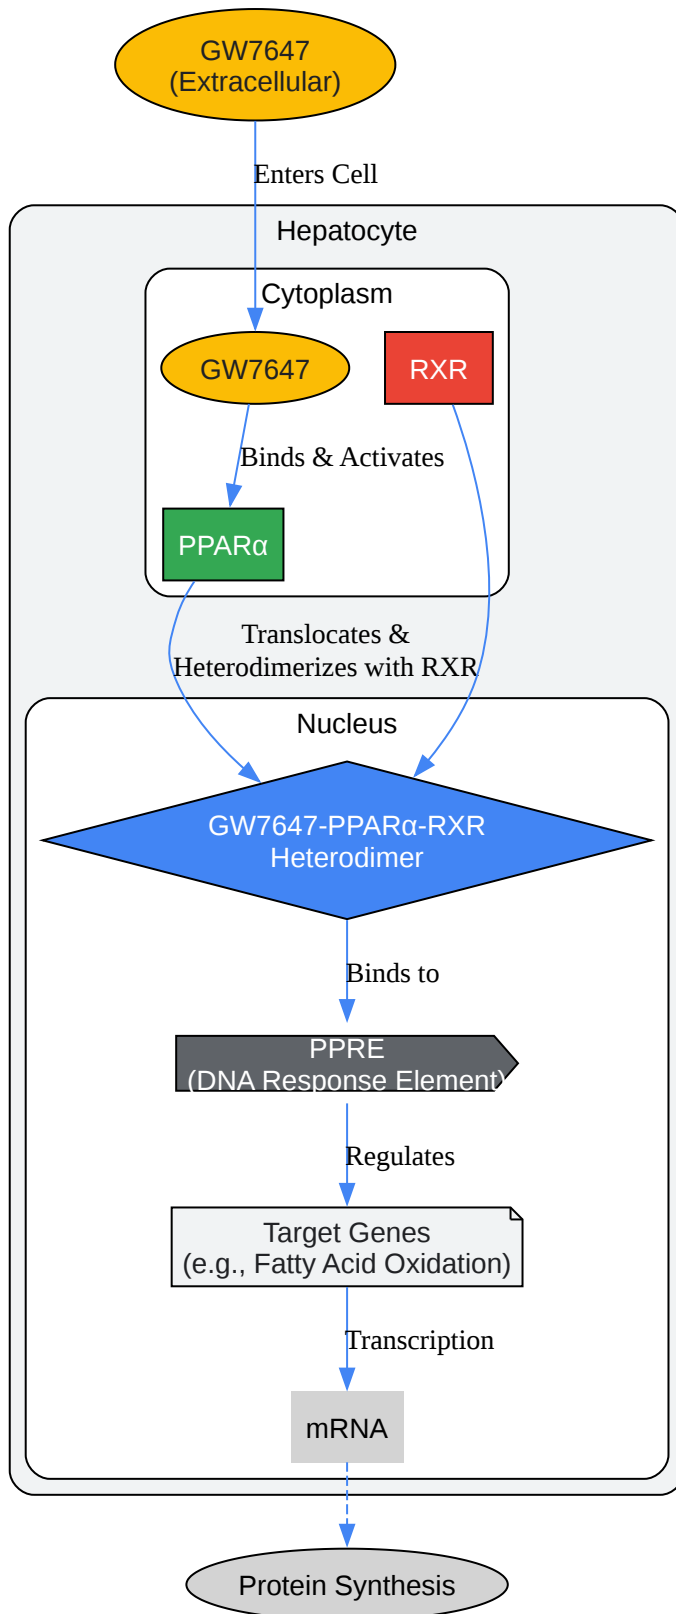 GW7647
(Extracellular)
Enters Cell
Hepatocyte
Cytoplasm
GW7647
RXR
Binds & Activates
PPARα
Translocates &
Heterodimerizes with RXR
Nucleus
GW7647-PPARα-RXR
Heterodimer
Binds to
PPRE
(DNA Response Element)
Regulates
Target Genes
(e.g., Fatty Acid Oxidation)
Transcription
mRNA
Protein Synthesis